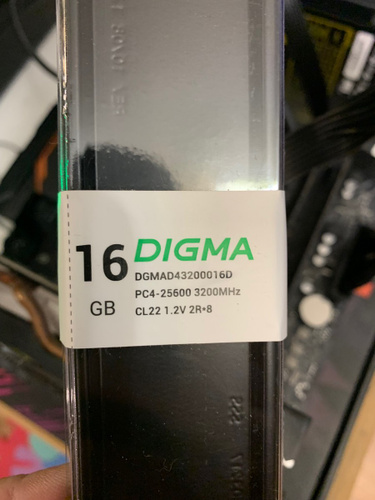 16 DIGMA
GB
DGMAD43200016D
PC4-25600 3200MHz
CL22 1.2V 2R*8